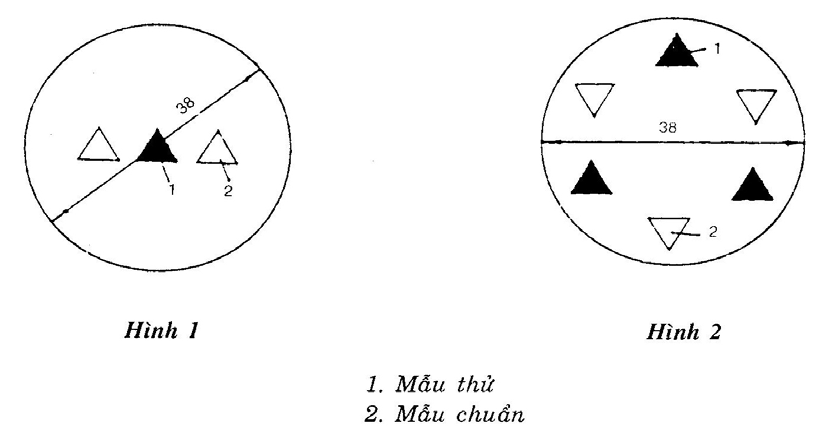 38
1
2
Hình 1
1
38
2
Hình 2
1. Mẫu thử
2. Mẫu chuẩn